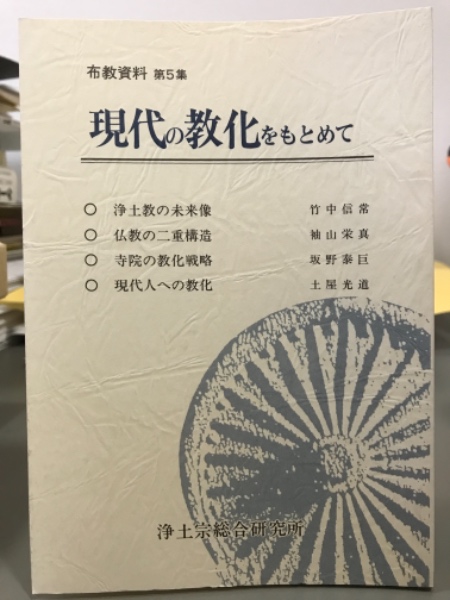 布教資料 第5集
現代の教化をもとめて
○ 浄土教の未来像 竹中信常
○ 仏教の二重構造 袖山栄真
○ 寺院の教化戦略 坂野泰巨
○ 現代人への教化 土屋光道
浄土宗総合研究所